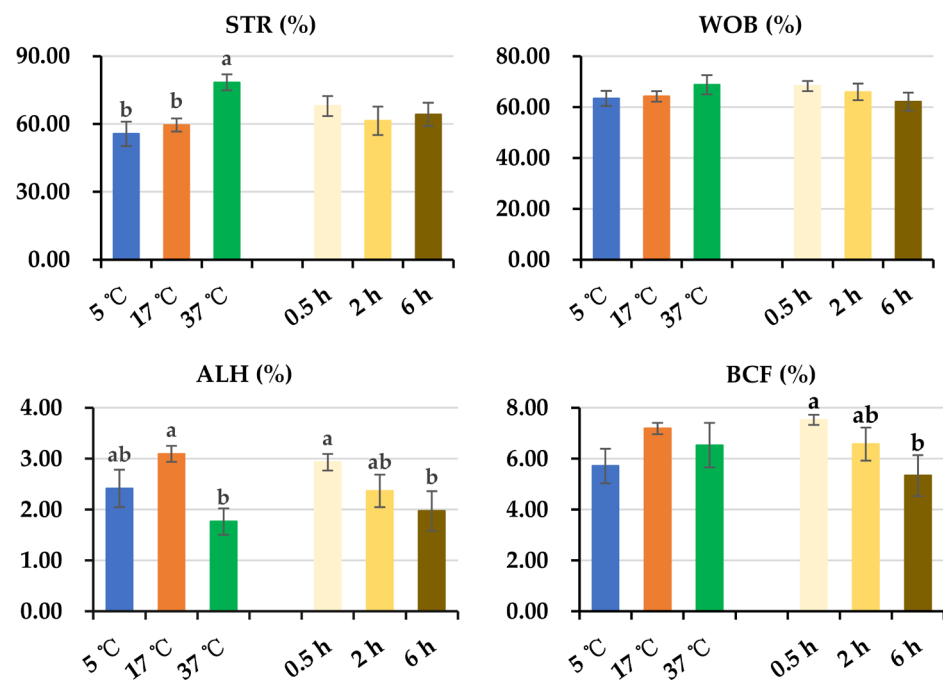 STR (%)
90.00
60.00
30.00
0.00
b
b
a
5 ℃
17 ℃
37 ℃
0.5 h
2 h
6 h
WOB (%)
80.00
60.00
40.00
20.00
0.00
5 ℃
17 ℃
37 ℃
0.5 h
2 h
6 h
ALH (%)
4.00
3.00
2.00
1.00
0.00
ab
a
b
a
ab
b
5 ℃
17 ℃
37 ℃
0.5 h
2 h
6 h
BCF (%)
8.00
6.00
4.00
2.00
0.00
a
ab
b
5 ℃
17 ℃
37 ℃
0.5 h
2 h
6 h